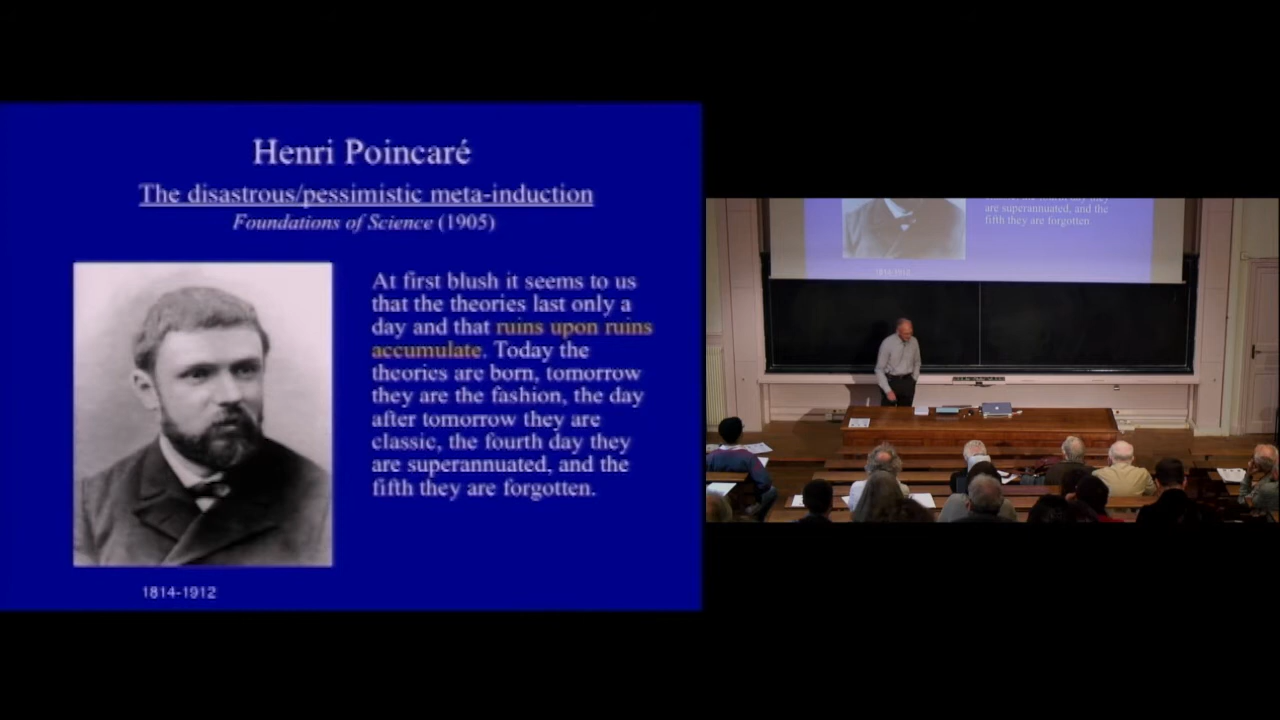 Henri Poincaré
The disastrous/pessimistic meta-induction
Foundations of Science (1905)
At first blush it seems to us
that the theories last only a
day and that ruins upon ruins
accumulate. Today the
theories are born, tomorrow
they are the fashion, the day
after tomorrow they are
classic, the fourth day they
are superannuated, and the
fifth they are forgotten.
1814-1912
are superannuated, and the
fifth they are forgotten.
1814-1912